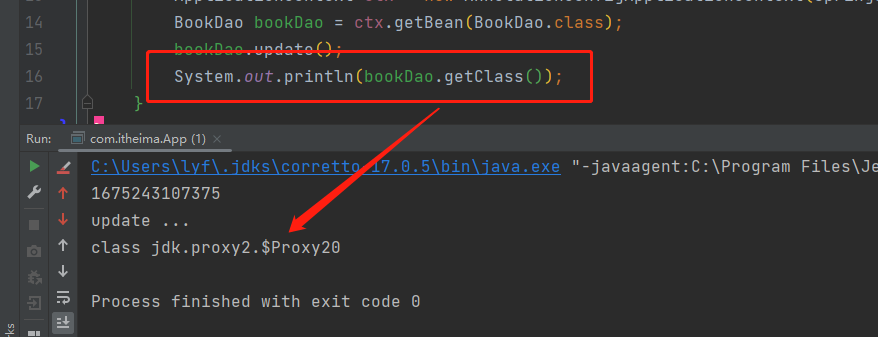 14 BookDao bookDao = ctx.getBean(BookDao.class);
15 bookDao.update();
16 System.out.println(bookDao.getClass());
17 }
Run: com.itheima.App (1) ×
C:\Users\lyf\.jdks\corretto-17.0.5\bin\java.exe "-javaagent:C:\Program Files\Je
1675243107375
update ...
class jdk.proxy2.$Proxy20
Process finished with exit code 0